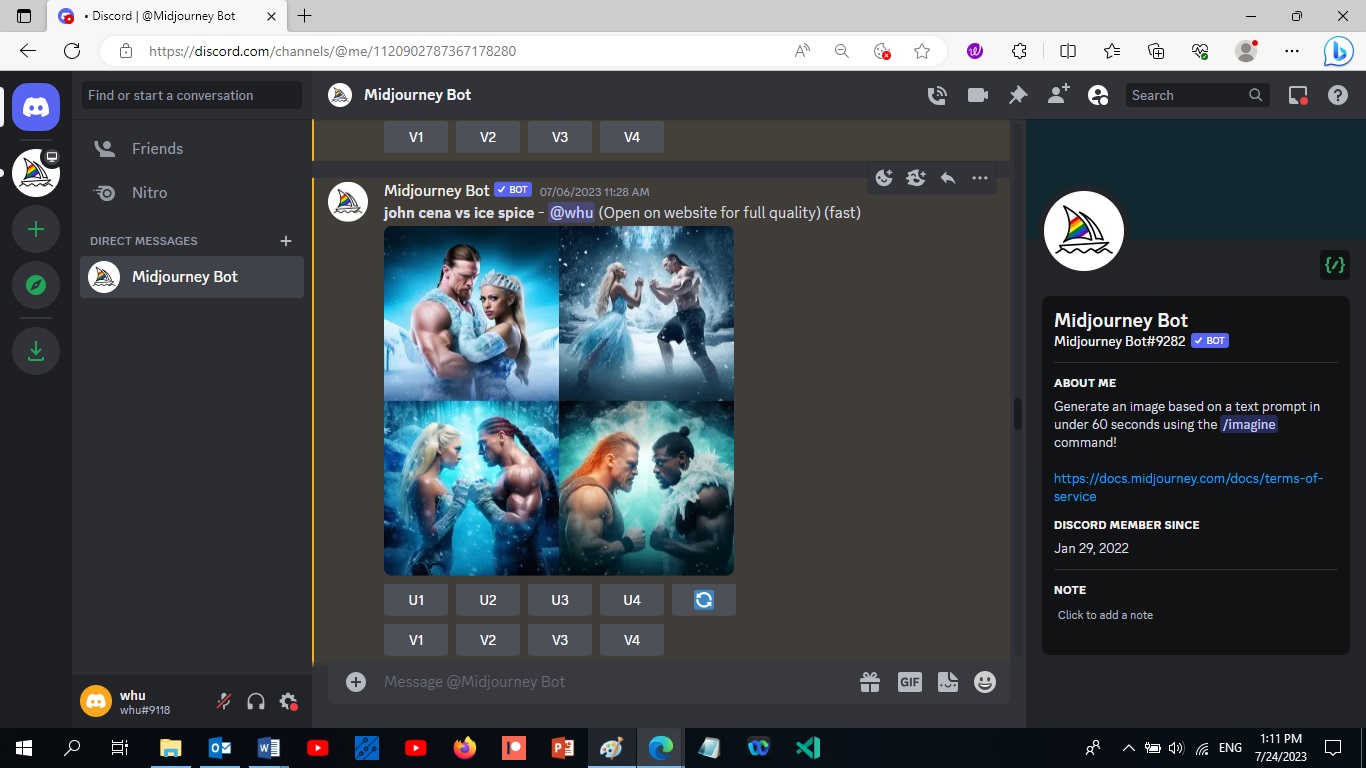 • Discord | @Midjourney Bot
https://discord.com/channels/@me/1120902787367178280
Find or start a conversation
Midjourney Bot
Search
Friends
Nitro
DIRECT MESSAGES
Midjourney Bot
whu
whu#9118
V1 V2 V3 V4
Midjourney Bot ✓ BOT 07/06/2023 11:28 AM
john cena vs ice spice - @whu (Open on website for full quality) (fast)
U1 U2 U3 U4
V1 V2 V3 V4
Message @Midjourney Bot
GIF
Midjourney Bot
Midjourney Bot#9282 ✓ BOT
ABOUT ME
Generate an image based on a text prompt in
under 60 seconds using the /imagine
command!
https://docs.midjourney.com/docs/terms-of-
service
DISCORD MEMBER SINCE
Jan 29, 2022
NOTE
Click to add a note
ENG
1:11 PM
7/24/2023